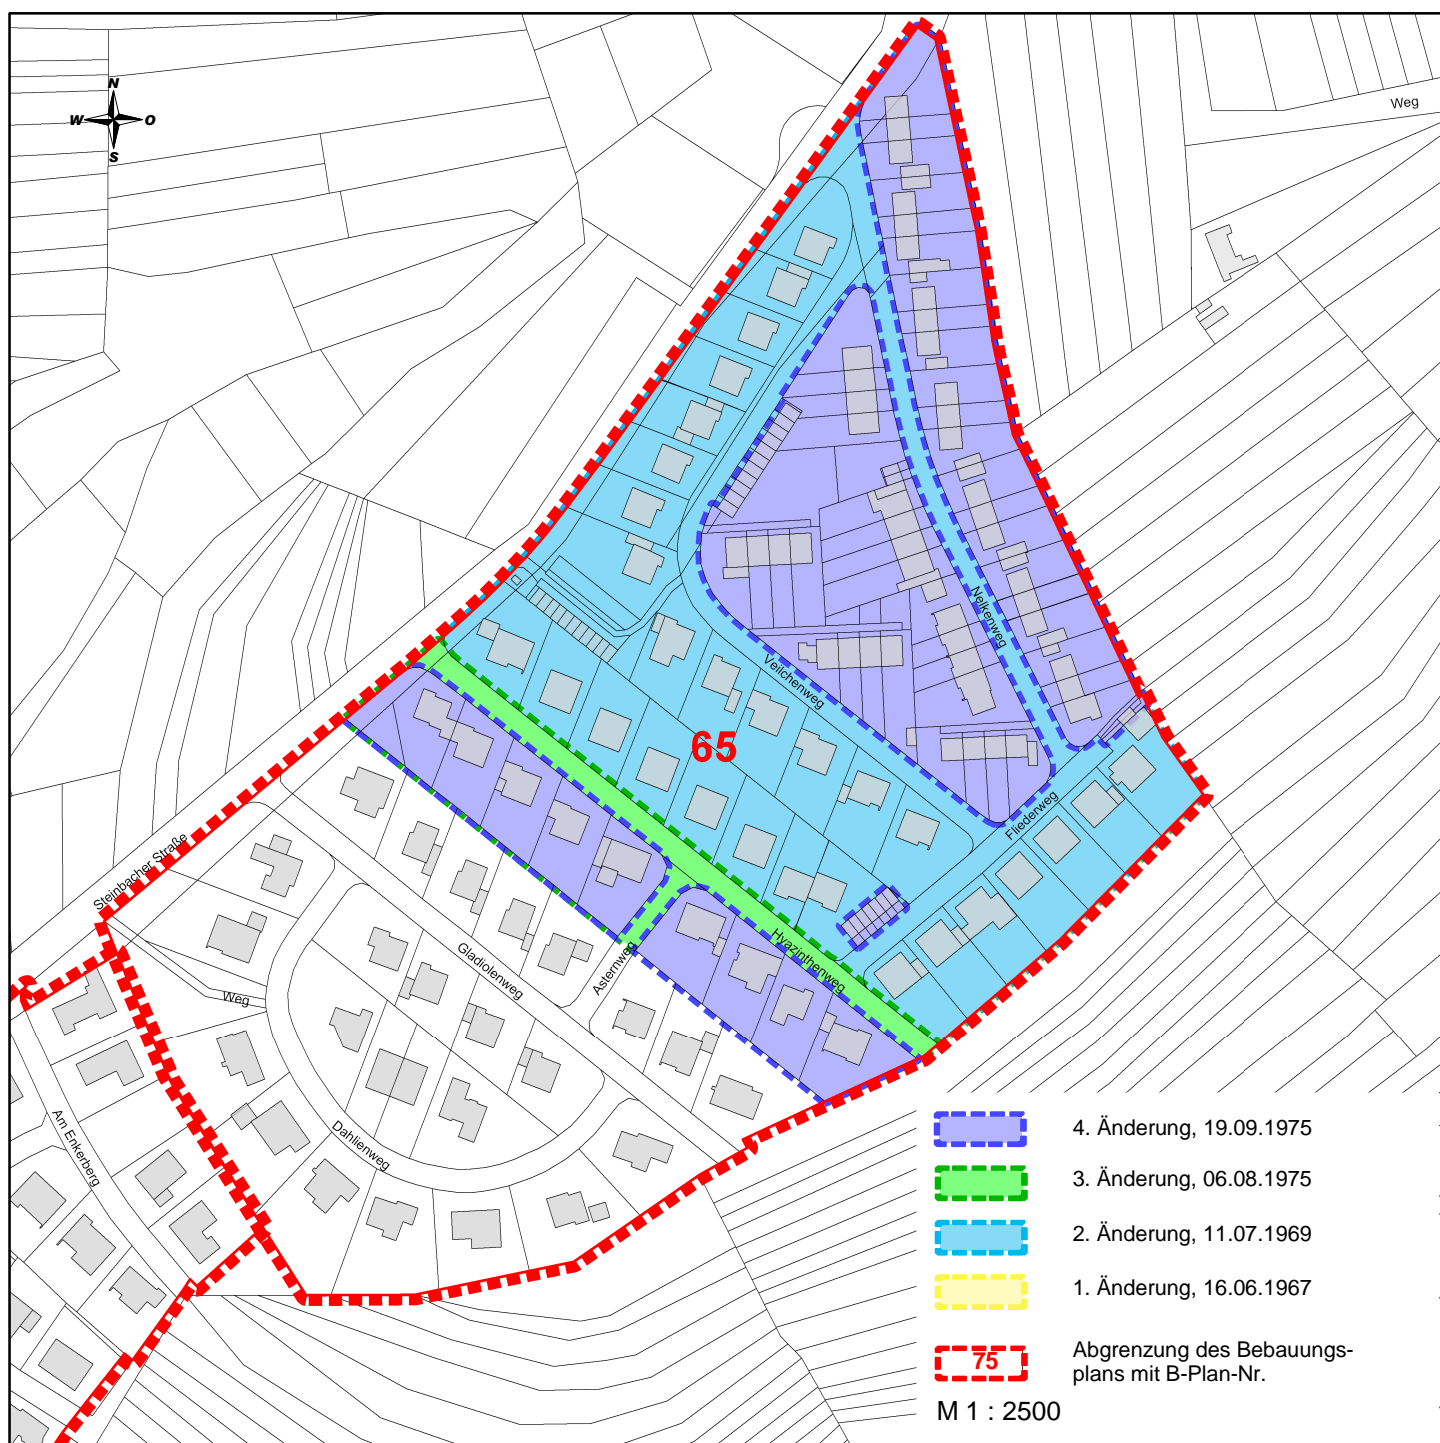 N
W O
S
Weg
Nelkenweg
Veilchenweg
65
Fliederweg
Steinbacher Straße
Hyazinthenweg
Gladiolenweg
Asternweg
Weg
Am Enkerberg
Dahlienweg
4. Änderung, 19.09.1975
3. Änderung, 06.08.1975
2. Änderung, 11.07.1969
1. Änderung, 16.06.1967
75
Abgrenzung des Bebauungs-
plans mit B-Plan-Nr.
M 1 : 2500